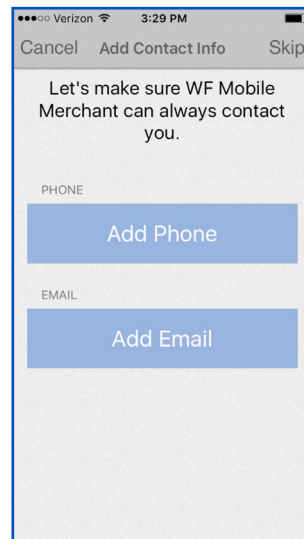 Verizon 3:29 PM
Cancel Add Contact Info Skip
Let's make sure WF Mobile
Merchant can always contact
you.
PHONE
Add Phone
EMAIL
Add Email